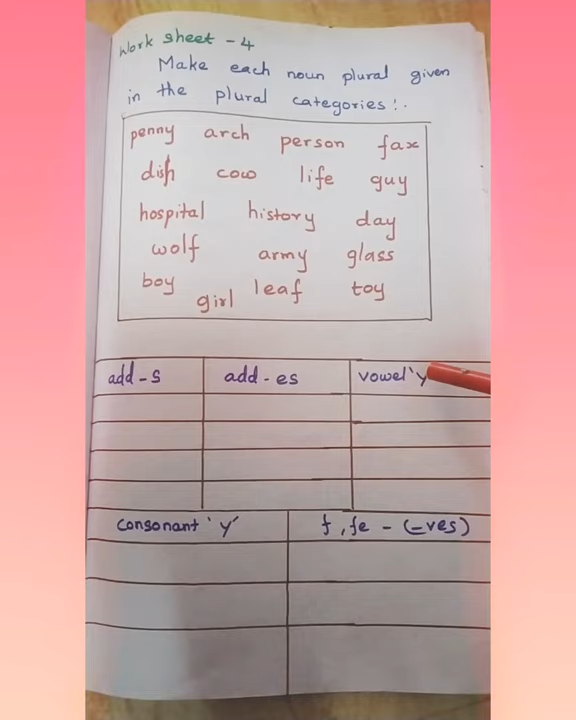 Work sheet - 4
Make each noun plural given
in the plural categories!.
penny arch person fax
dish cow life guy
hospital history day
wolf army glass
boy girl leaf toy
add-s add-es vowel 'y
consonant 'y' f, fe - (-ves)